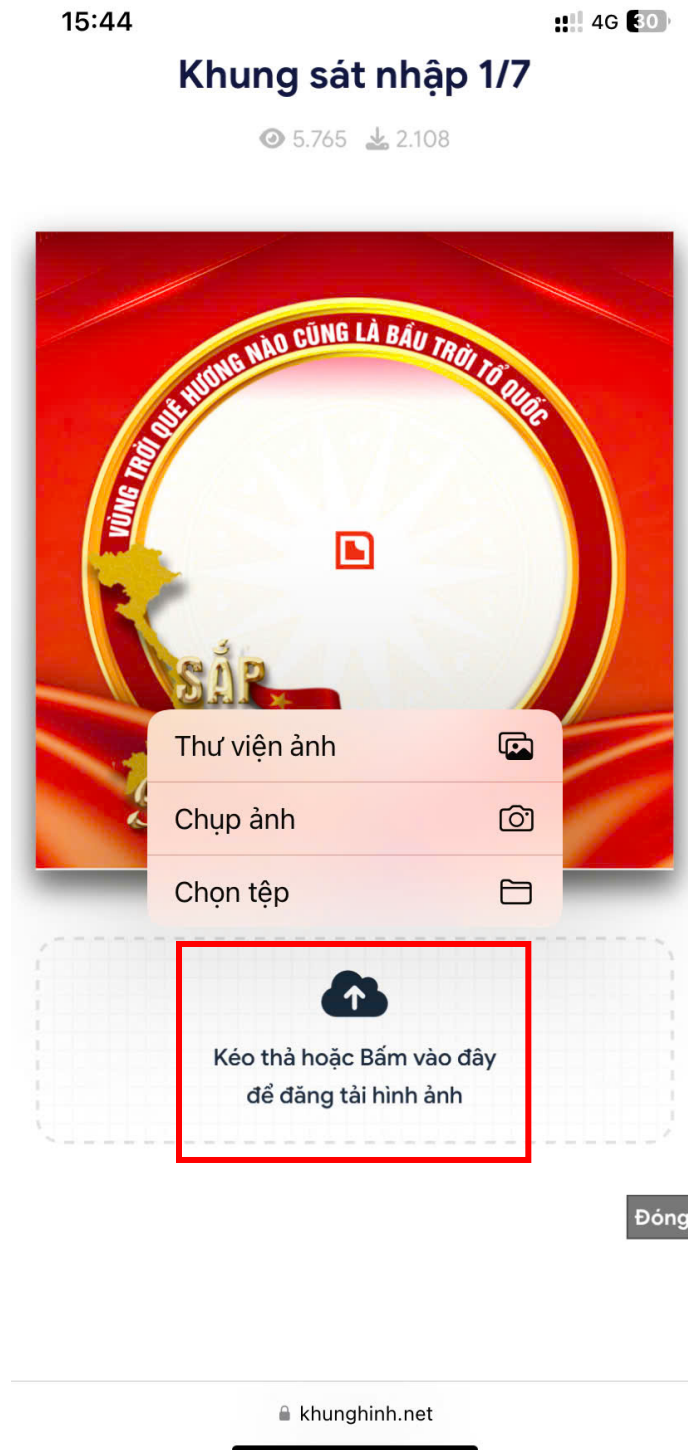 15:44
4G 30
Khung sát nhập 1/7
5.765 2.108
VÙNG TRỜI QUÊ HƯƠNG NÀO CŨNG LÀ BẦU TRỜI TỔ QUỐC
SẮP
Thư viện ảnh
Chụp ảnh
Chọn tệp
Kéo thả hoặc Bấm vào đây
để đăng tải hình ảnh
Đóng
khunghinh.net